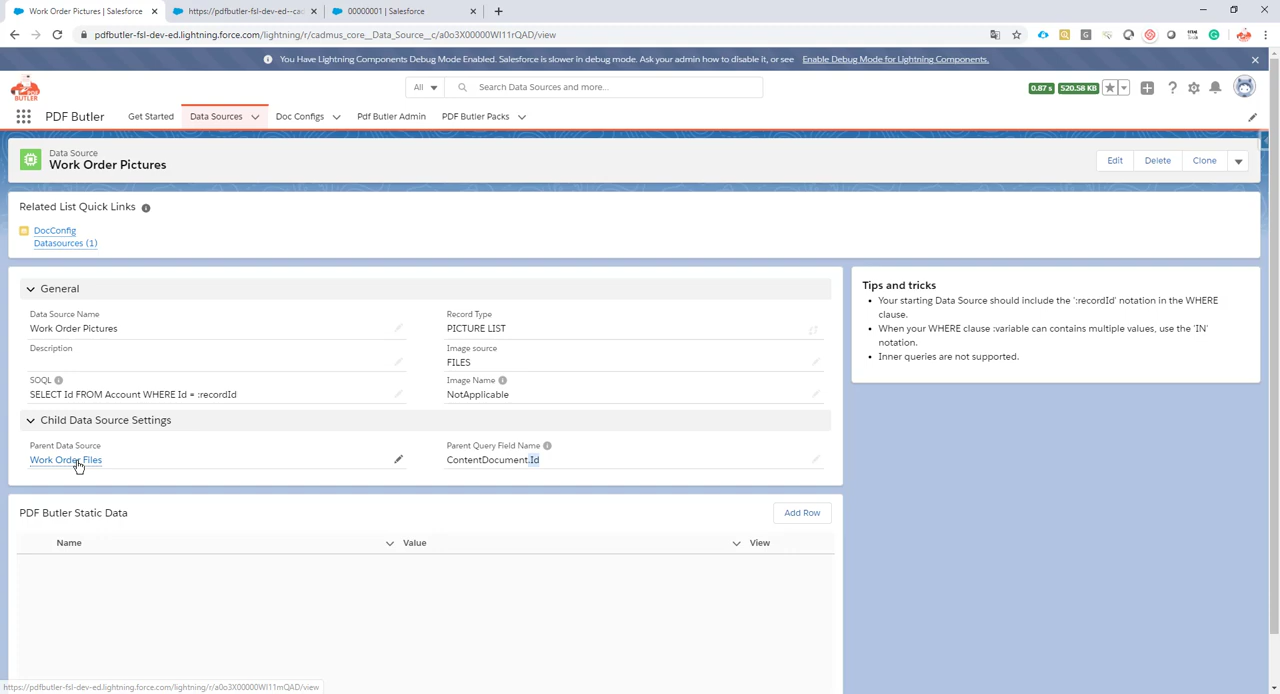 Work Order Pictures | Salesforce
https://pdfbutler-fsl-dev-ed--cad
00000001 | Salesforce
pdfbutler-fsl-dev-ed.lightning.force.com/lightning/r/cadmus_core__Data_Source__c/a0o3X00000WI11rQAD/view
You Have Lightning Components Debug Mode Enabled. Salesforce is slower in debug mode. Ask your admin how to disable it, or see Enable Debug Mode for Lightning Components.
BUTLER
All
Search Data Sources and more...
0.87 s
520.58 KB
PDF Butler
Get Started
Data Sources
Doc Configs
Pdf Butler Admin
PDF Butler Packs
Data Source
Work Order Pictures
Edit
Delete
Clone
Related List Quick Links
DocConfig
Datasources (1)
General
Data Source Name
Work Order Pictures
Record Type
PICTURE LIST
Description
Image source
FILES
SOQL
SELECT Id FROM Account WHERE Id = :recordId
Image Name
NotApplicable
Child Data Source Settings
Parent Data Source
Work Order Files
Parent Query Field Name
ContentDocument.Id
Tips and tricks
Your starting Data Source should include the ':recordId' notation in the WHERE
clause.
When your WHERE clause :variable can contains multiple values, use the 'IN'
notation.
Inner queries are not supported.
PDF Butler Static Data
Add Row
Name
Value
View
https://pdfbutler-fsl-dev-ed.lightning.force.com/lightning/r/a0o3X00000WI11mQAD/view